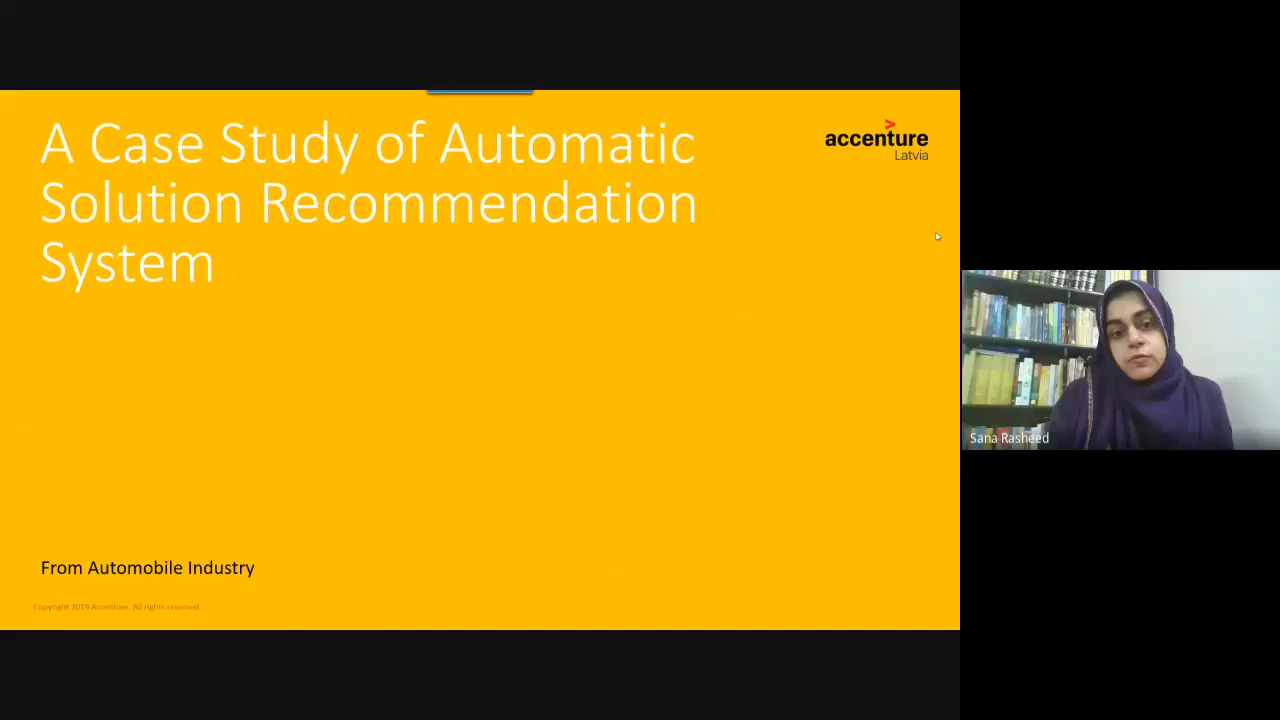 A Case Study of Automatic
Solution Recommendation
System
accenture
Latvia
Sana Rasheed
From Automobile Industry
Copyright 2019 Accenture. All rights reserved.